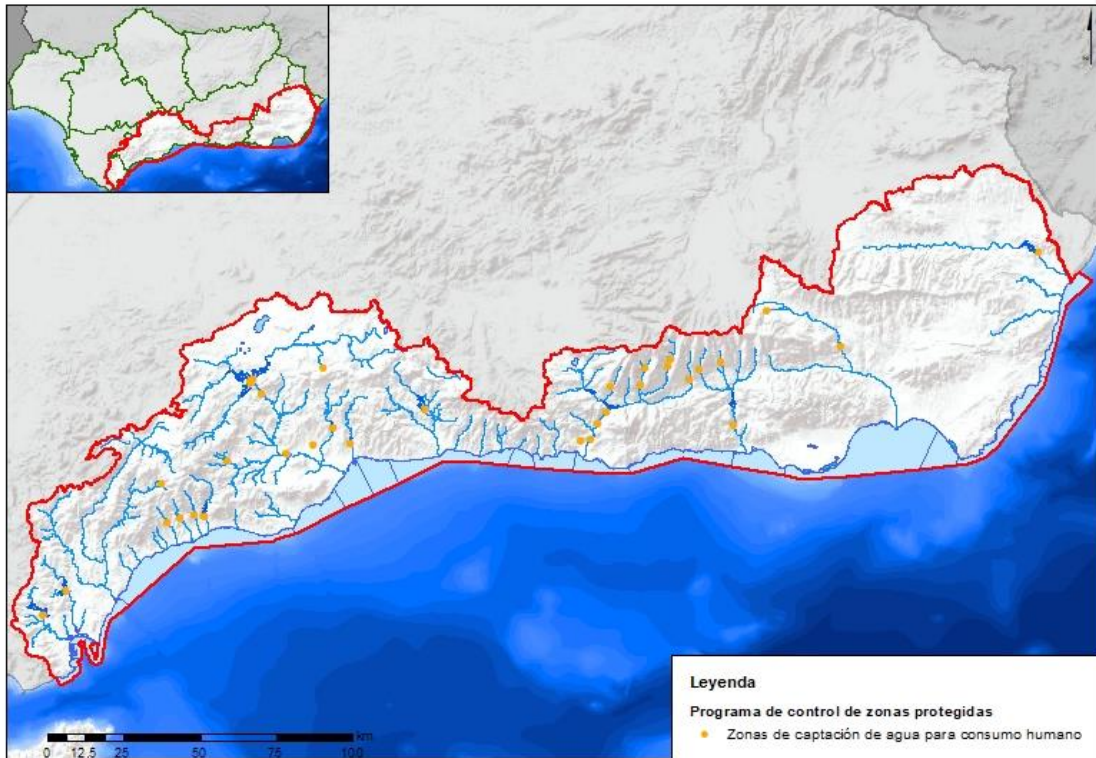 Leyenda
Programa de control de zonas protegidas
Zonas de captación de agua para consumo humano
km
0 12,5 25 50 75 100